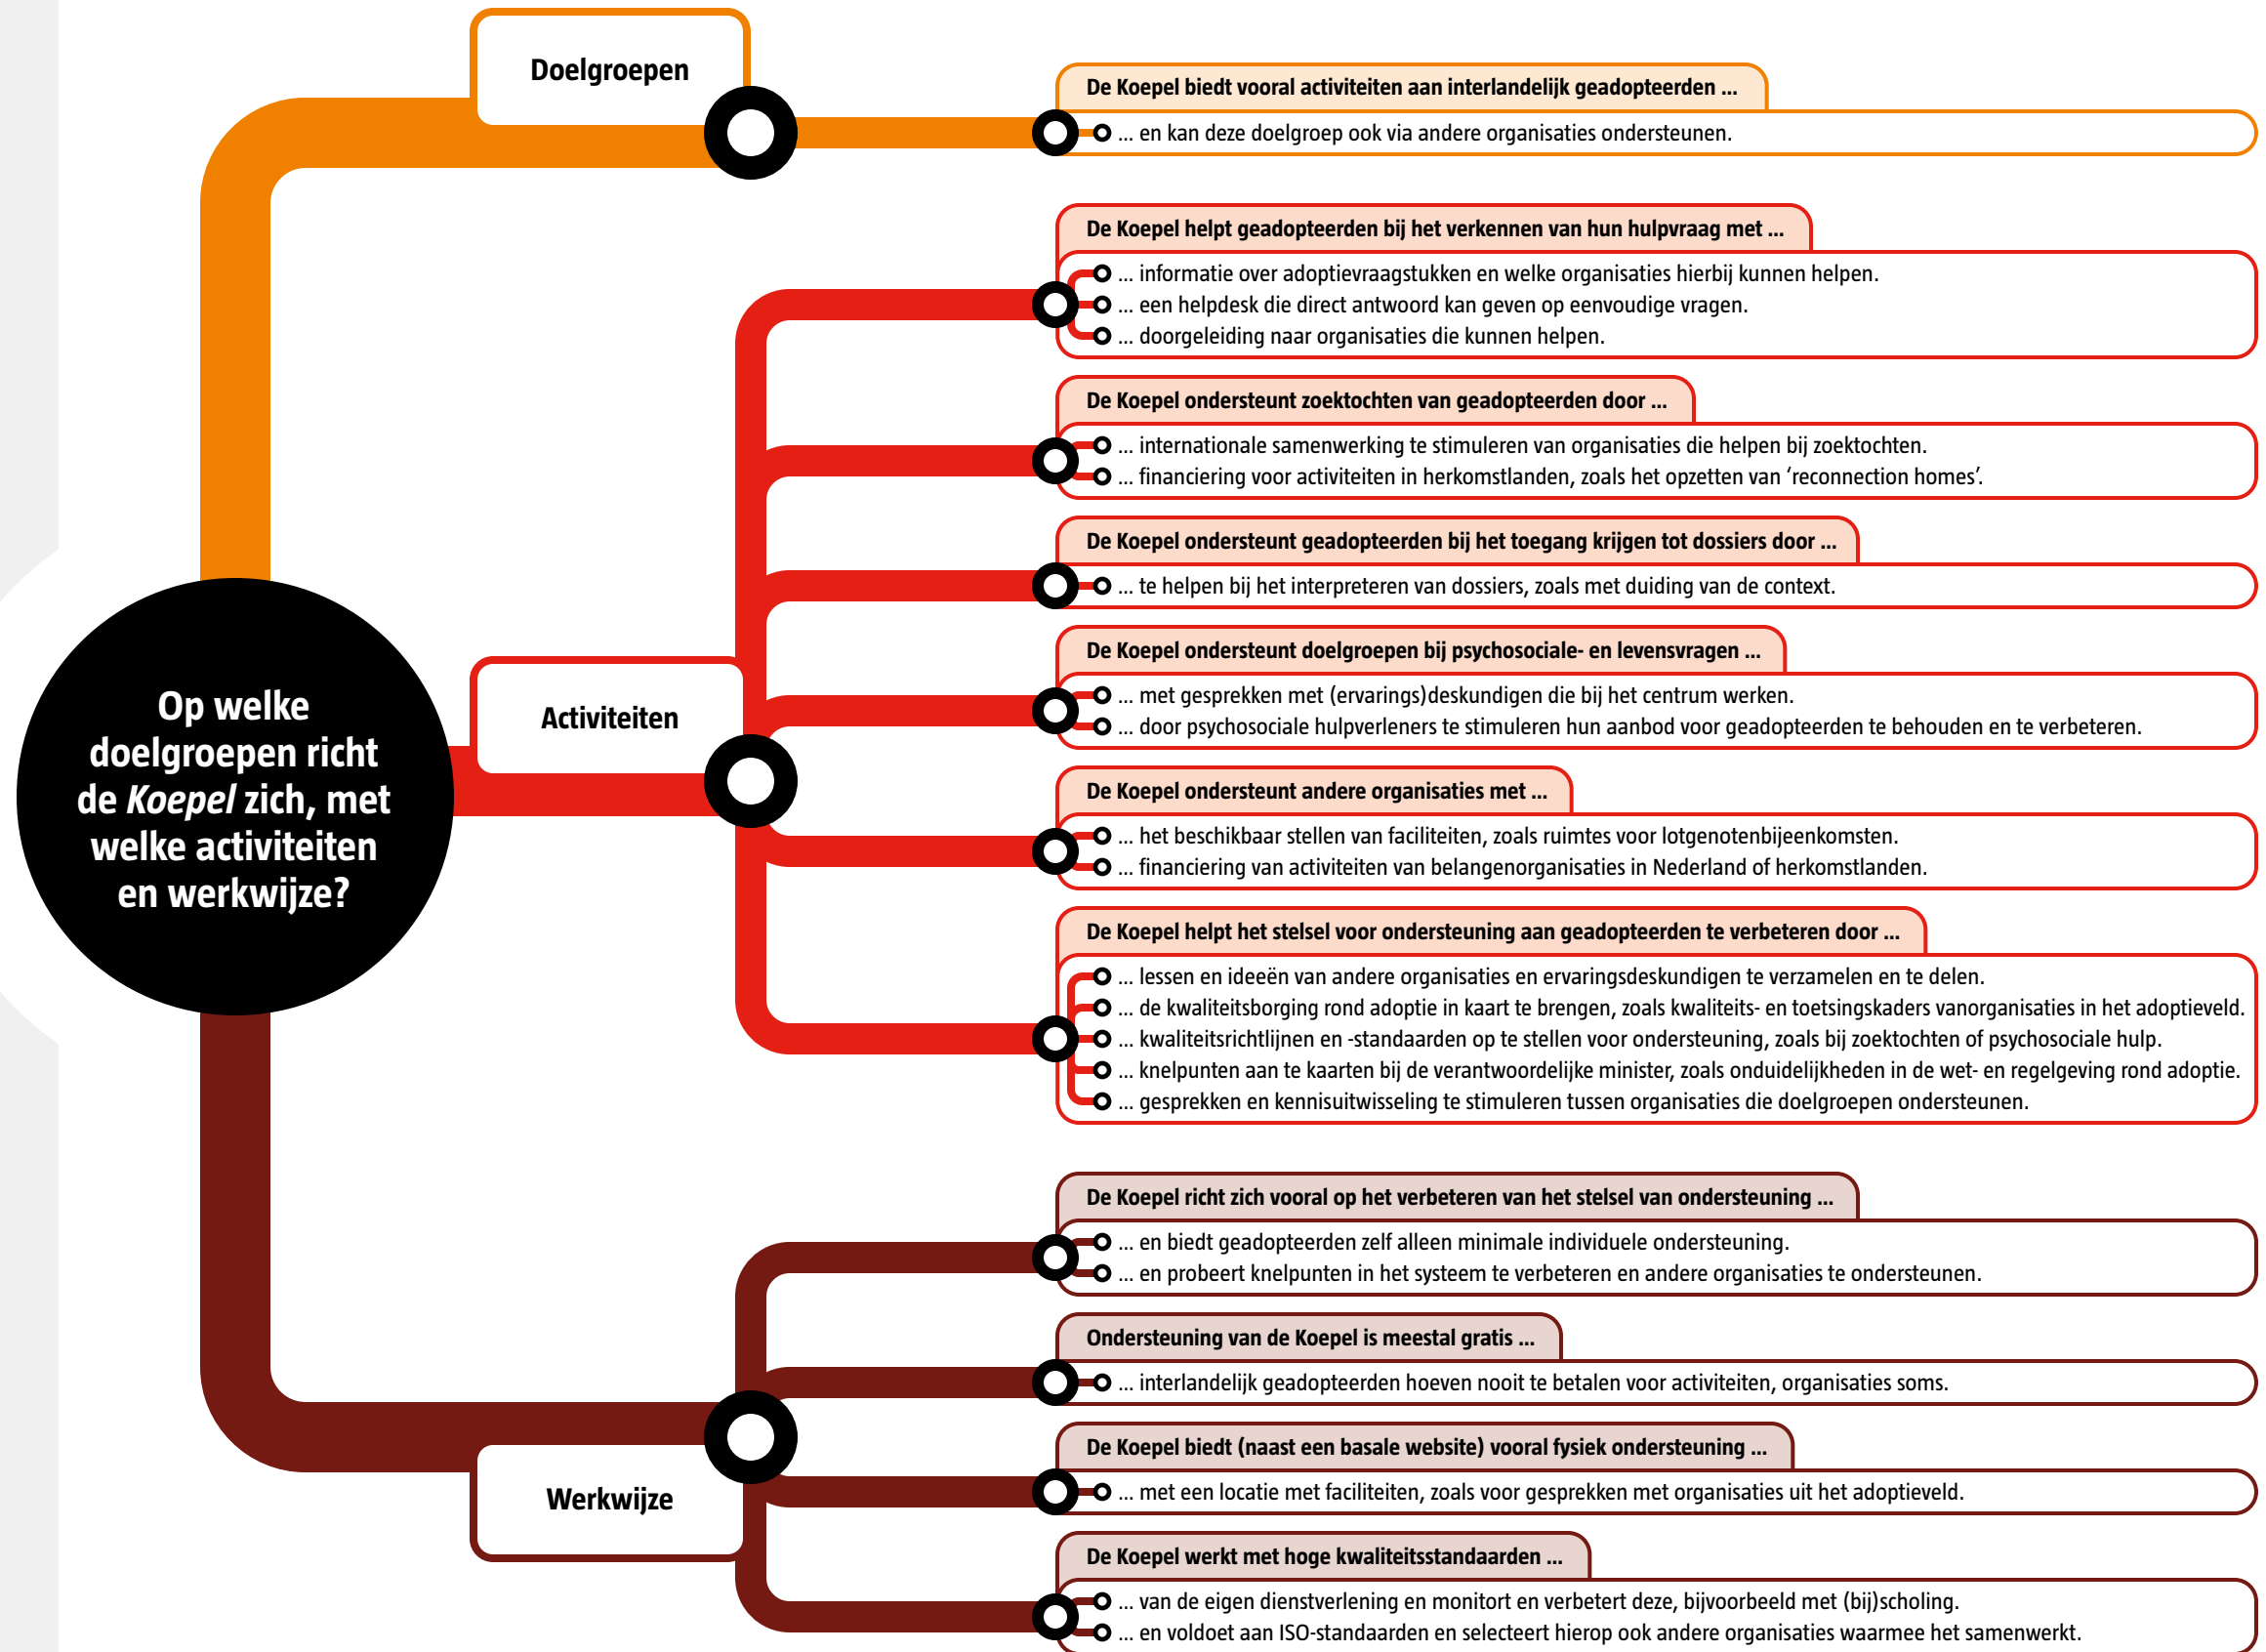 Op welke
doelgroepen richt
de Koepel zich, met
welke activiteiten
en werkwijze?
Doelgroepen
De Koepel biedt vooral activiteiten aan interlandelijk geadopteerden ...
... en kan deze doelgroep ook via andere organisaties ondersteunen.
Activiteiten
De Koepel helpt geadopteerden bij het verkennen van hun hulpvraag met ...
... informatie over adoptievraagstukken en welke organisaties hierbij kunnen helpen.
... een helpdesk die direct antwoord kan geven op eenvoudige vragen.
... doorgeleiding naar organisaties die kunnen helpen.
De Koepel ondersteunt zoektochten van geadopteerden door ...
... internationale samenwerking te stimuleren van organisaties die helpen bij zoektochten.
... financiering voor activiteiten in herkomstlanden, zoals het opzetten van ‘reconnection homes’.
De Koepel ondersteunt geadopteerden bij het toegang krijgen tot dossiers door ...
... te helpen bij het interpreteren van dossiers, zoals met duiding van de context.
De Koepel ondersteunt doelgroepen bij psychosociale- en levensvragen ...
... met gesprekken met (ervarings)deskundigen die bij het centrum werken.
... door psychosociale hulpverleners te stimuleren hun aanbod voor geadopteerden te behouden en te verbeteren.
De Koepel ondersteunt andere organisaties met ...
... het beschikbaar stellen van faciliteiten, zoals ruimtes voor lotgenotenbijeenkomsten.
... financiering van activiteiten van belangenorganisaties in Nederland of herkomstlanden.
De Koepel helpt het stelsel voor ondersteuning aan geadopteerden te verbeteren door ...
... lessen en ideeën van andere organisaties en ervaringsdeskundigen te verzamelen en te delen.
... de kwaliteitsborging rond adoptie in kaart te brengen, zoals kwaliteits- en toetsingskaders vanorganisaties in het adoptieveld.
... kwaliteitsrichtlijnen en -standaarden op te stellen voor ondersteuning, zoals bij zoektochten of psychosociale hulp.
... knelpunten aan te kaarten bij de verantwoordelijke minister, zoals onduidelijkheden in de wet- en regelgeving rond adoptie.
... gesprekken en kennisuitwisseling te stimuleren tussen organisaties die doelgroepen ondersteunen.
Werkwijze
De Koepel richt zich vooral op het verbeteren van het stelsel van ondersteuning ...
... en biedt geadopteerden zelf alleen minimale individuele ondersteuning.
... en probeert knelpunten in het systeem te verbeteren en andere organisaties te ondersteunen.
Ondersteuning van de Koepel is meestal gratis ...
... interlandelijk geadopteerden hoeven nooit te betalen voor activiteiten, organisaties soms.
De Koepel biedt (naast een basale website) vooral fysiek ondersteuning ...
... met een locatie met faciliteiten, zoals voor gesprekken met organisaties uit het adoptieveld.
De Koepel werkt met hoge kwaliteitsstandaarden ...
... van de eigen dienstverlening en monitort en verbetert deze, bijvoorbeeld met (bij)scholing.
... en voldoet aan ISO-standaarden en selecteert hierop ook andere organisaties waarmee het samenwerkt.